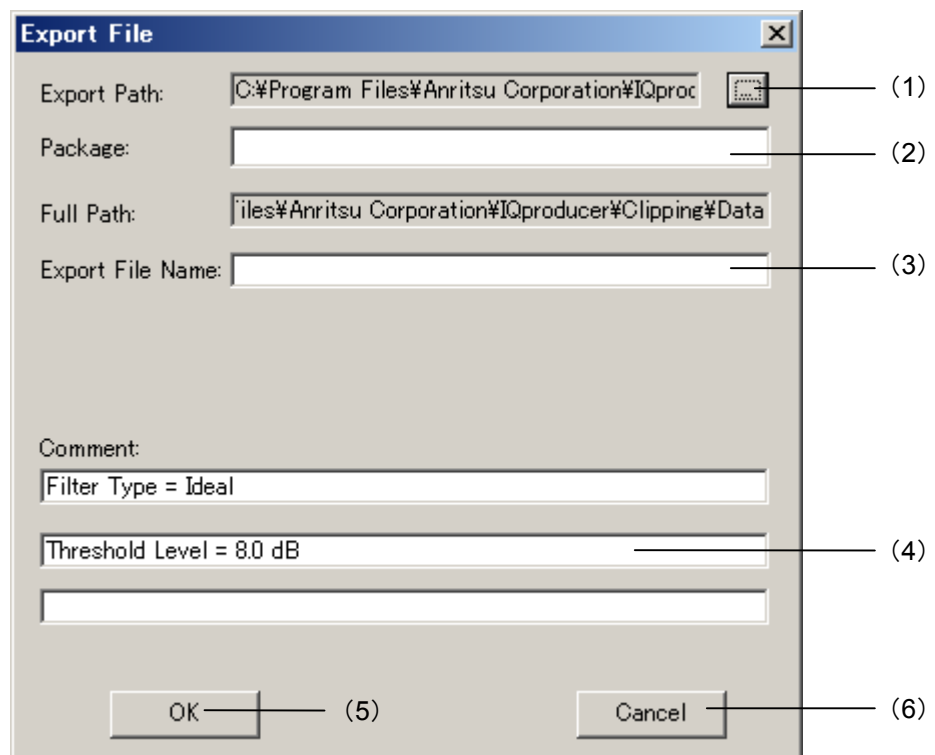 Export File
Export Path: C:¥Program Files¥Anritsu Corporation¥IQproc ... (1)
Package: (2)
Full Path: iles¥Anritsu Corporation¥IQproducer¥Clipping¥Data
Export File Name: (3)
Comment:
Filter Type = Ideal
Threshold Level = 8.0 dB (4)
OK (5) Cancel (6)